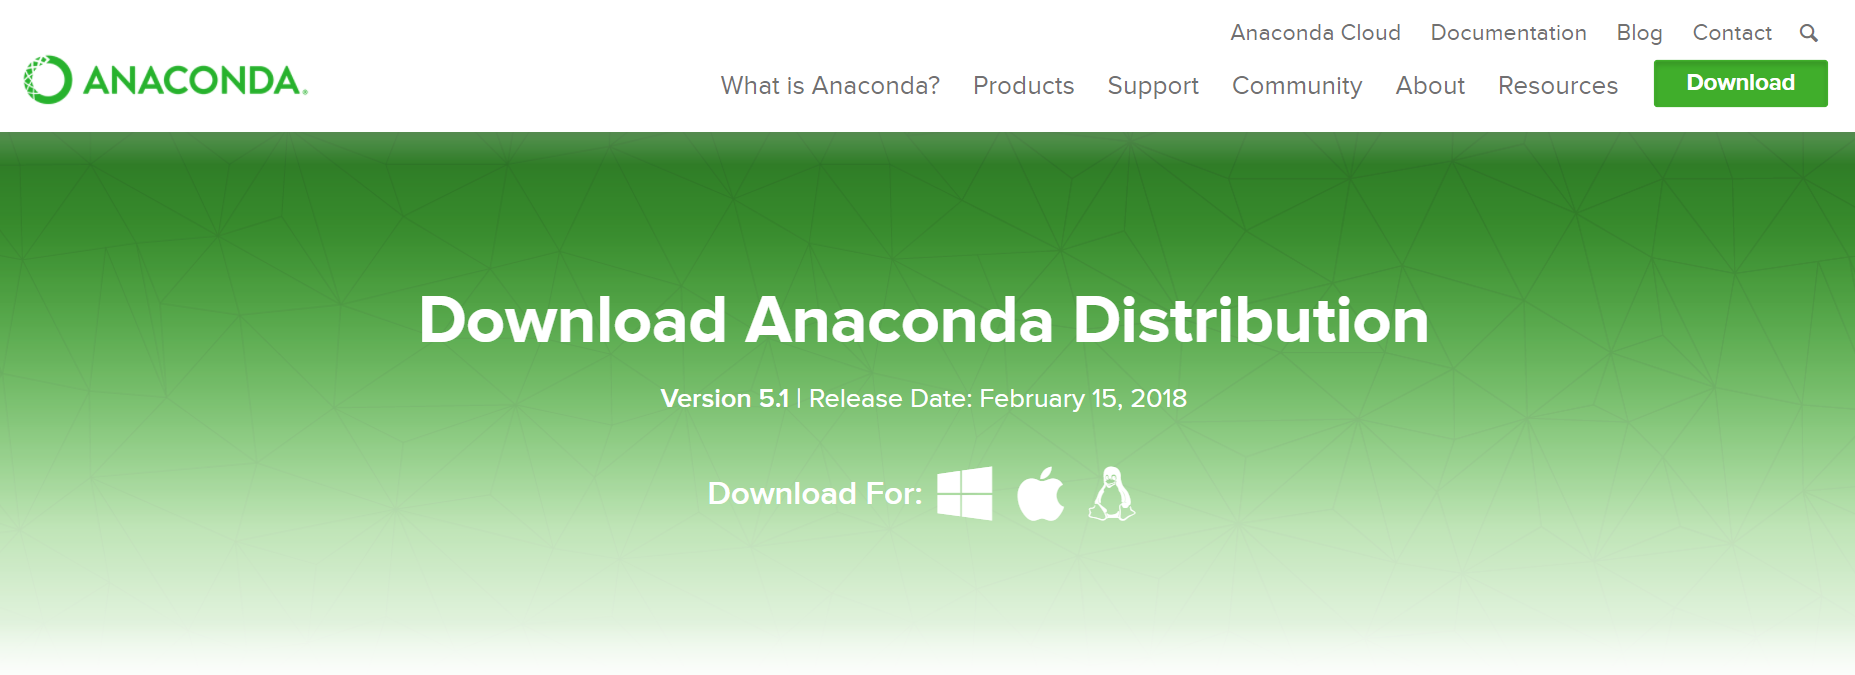 Anaconda Cloud Documentation Blog Contact
ANACONDA.
What is Anaconda? Products Support Community About Resources Download
Download Anaconda Distribution
Version 5.1 | Release Date: February 15, 2018
Download For: